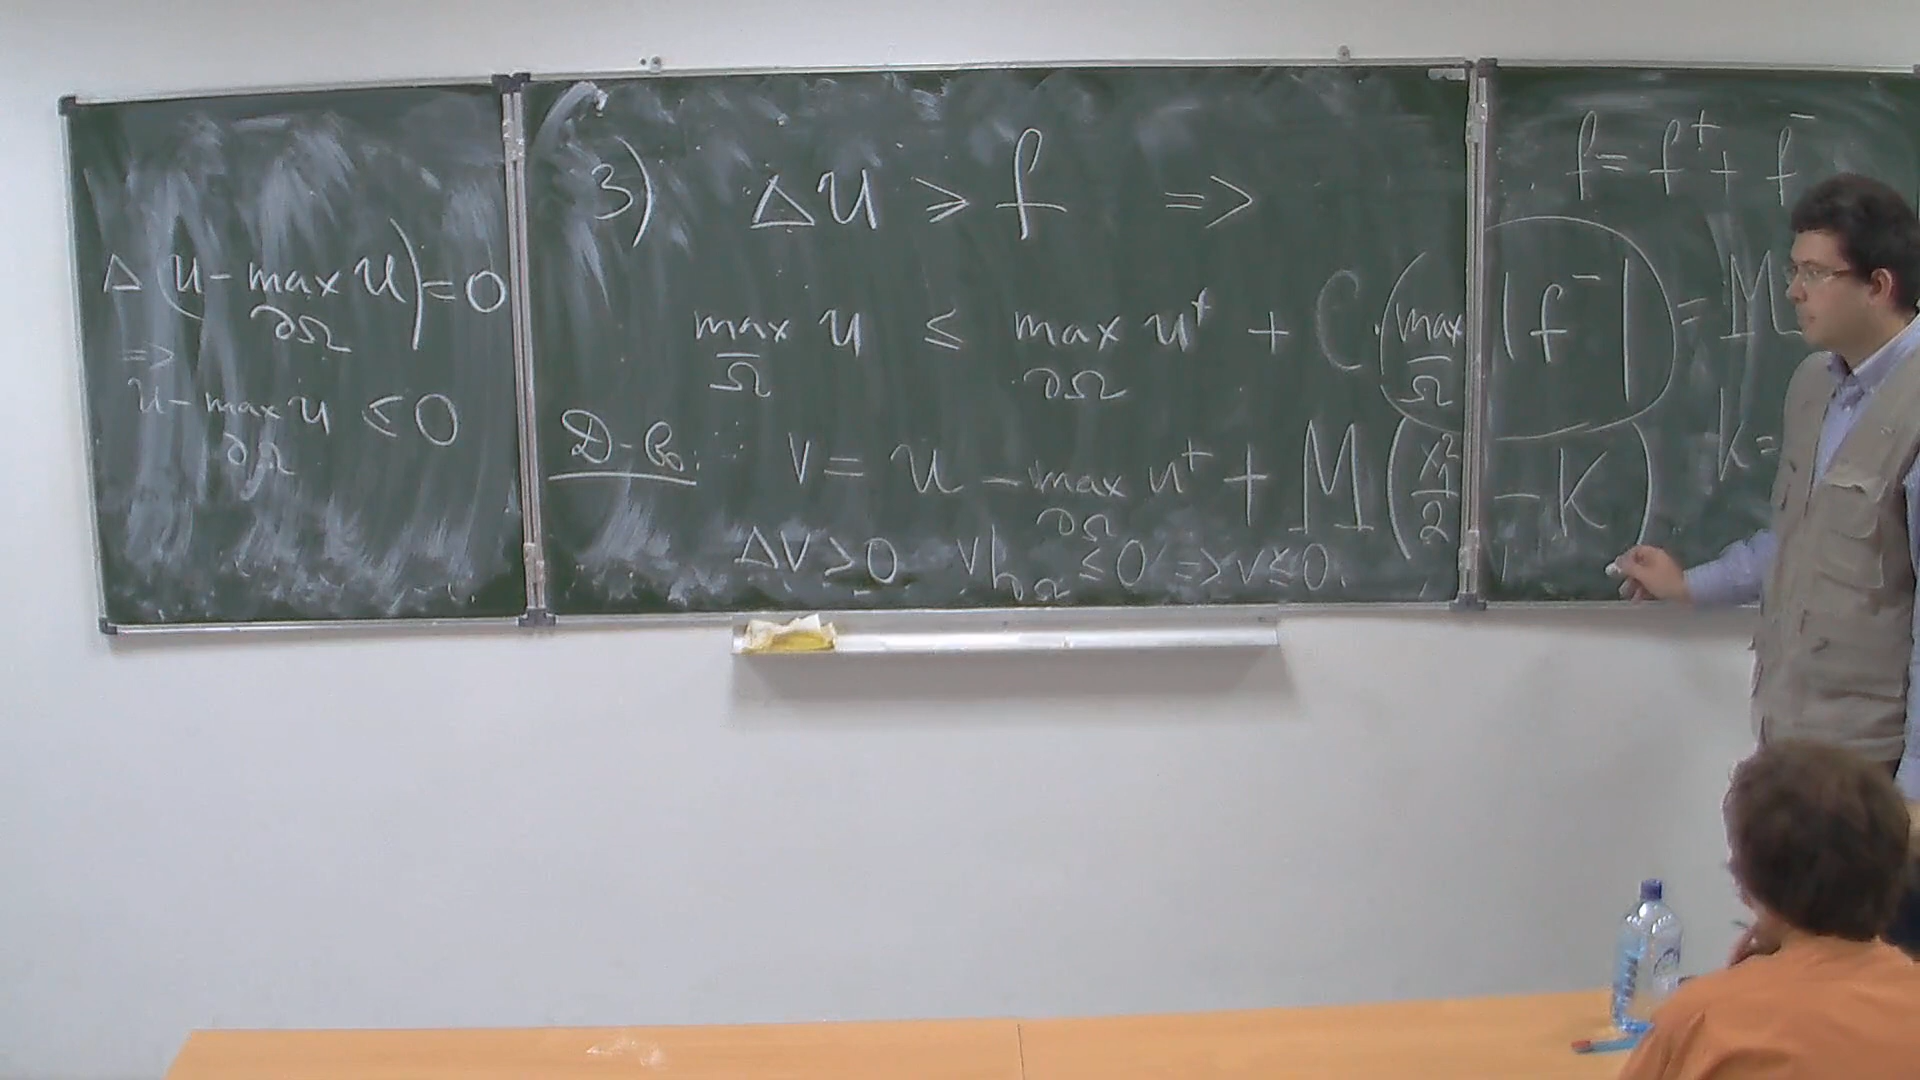 Δ(u - max u) = 0
∂Ω
=>
u - max u ≤ 0
∂Ω
3) Δu ≥ f =>
max u ≤ max u⁺ + C · (max |f⁻|) = M
Ω̅ ∂Ω Ω̅
Д-во: v = u - max u⁺ + M (x₁²/2 - K)
∂Ω
Δv ≥ 0 v|∂Ω ≤ 0 => v ≤ 0.
f = f⁺ + f⁻
k =